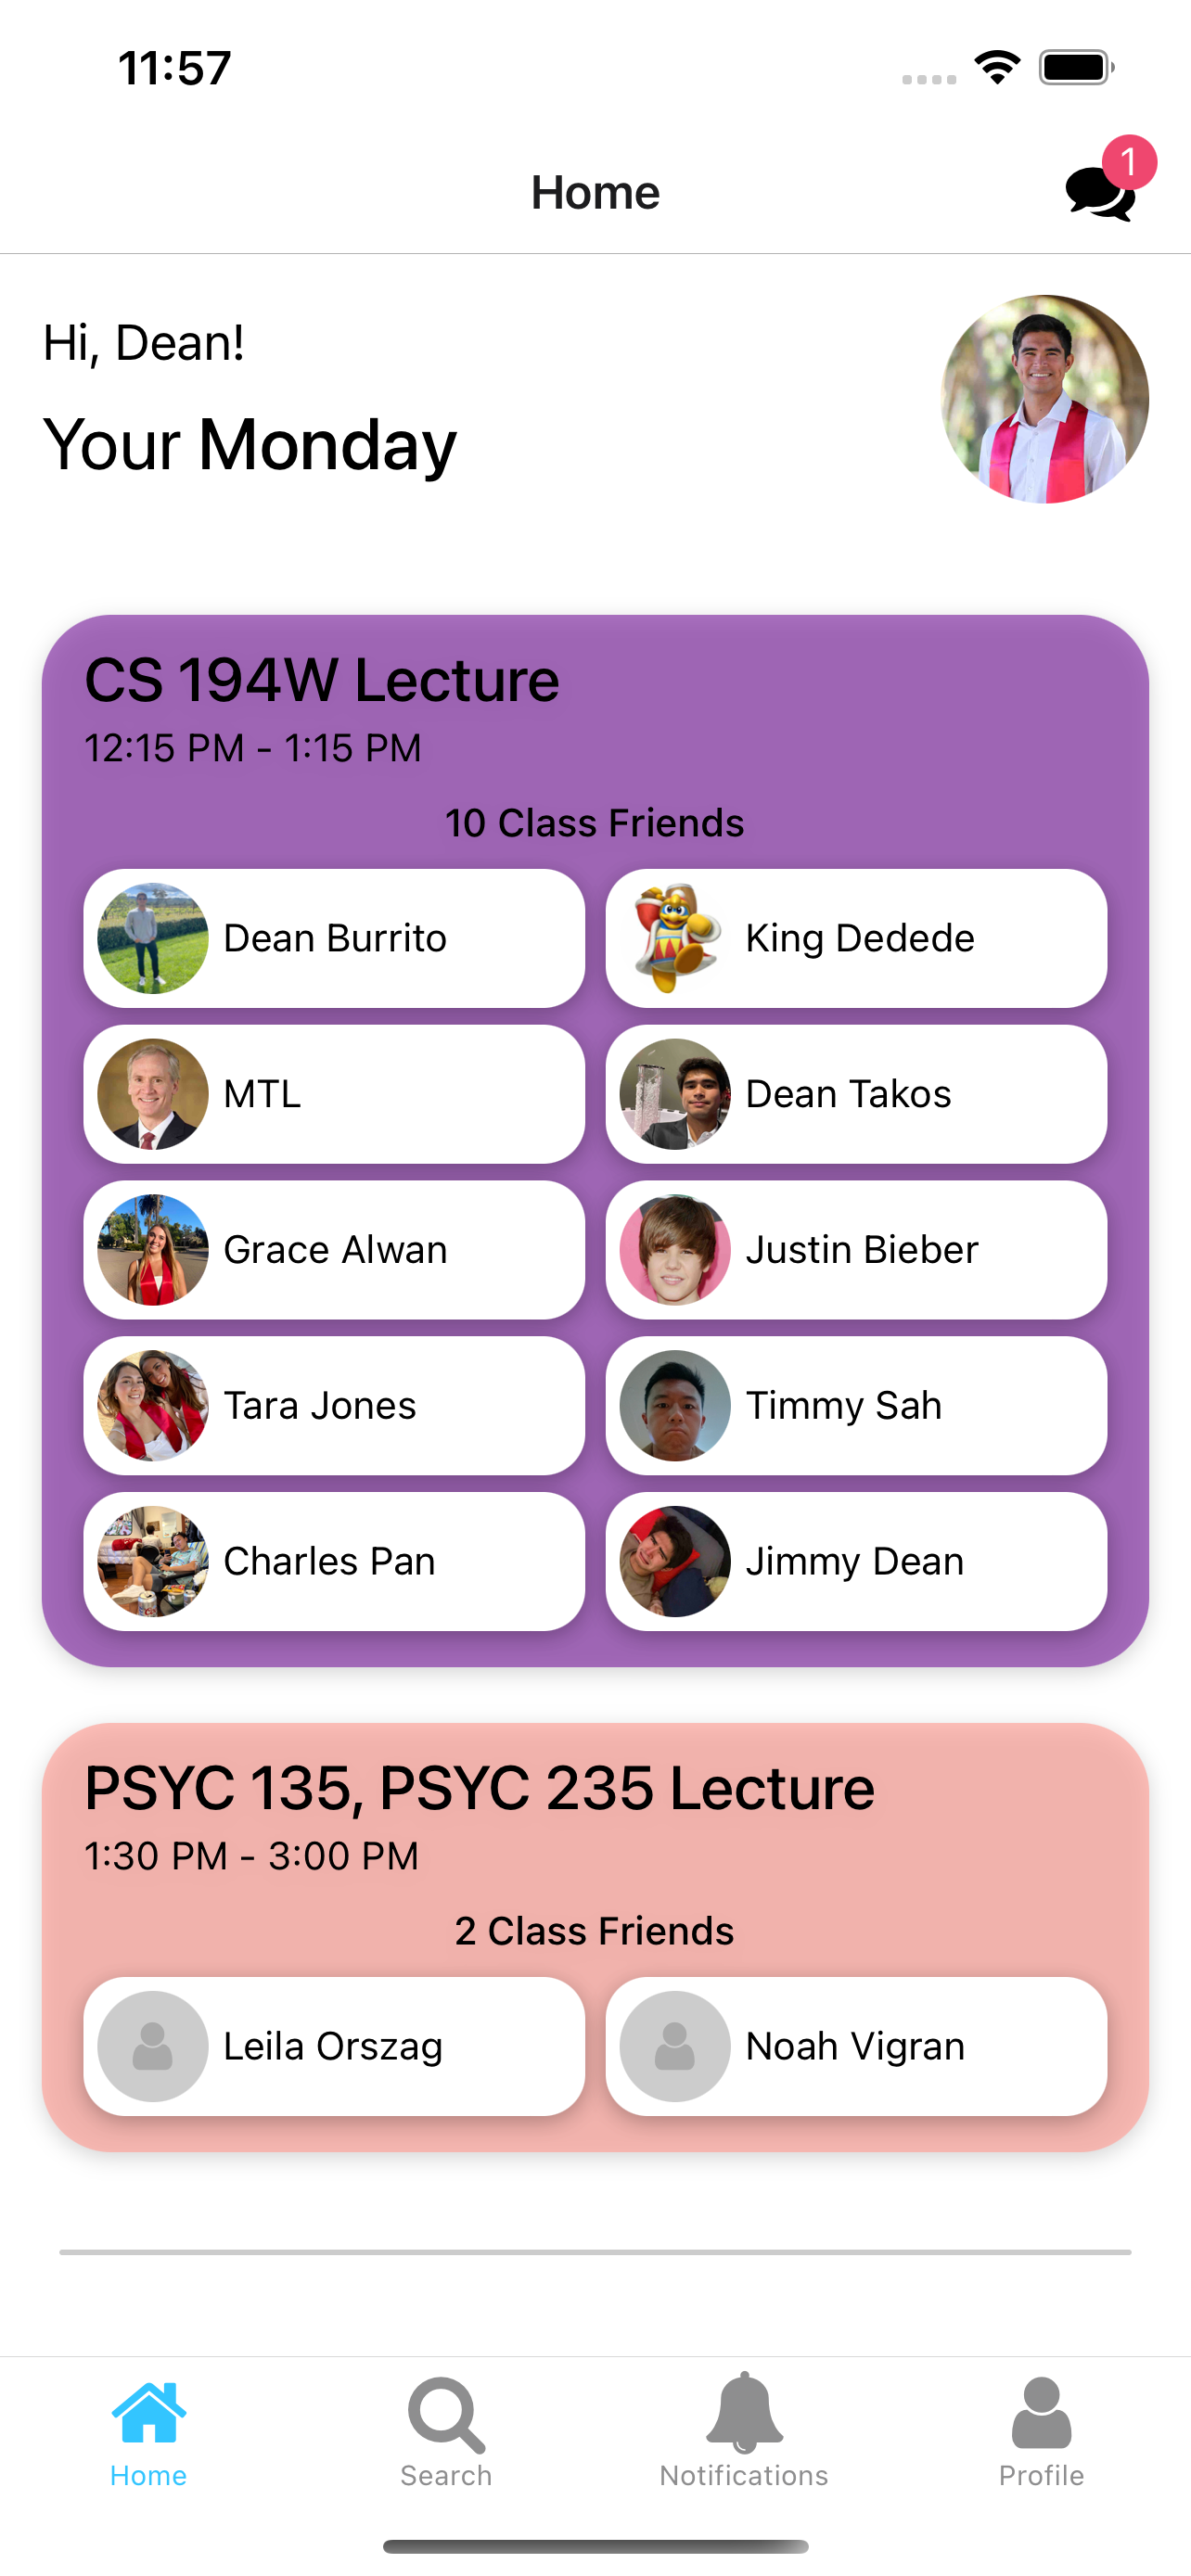 11:57
Home
1
Hi, Dean!
Your Monday
CS 194W Lecture
12:15 PM - 1:15 PM
10 Class Friends
Dean Burrito
King Dedede
MTL
Dean Takos
Grace Alwan
Justin Bieber
Tara Jones
Timmy Sah
Charles Pan
Jimmy Dean
PSYC 135, PSYC 235 Lecture
1:30 PM - 3:00 PM
2 Class Friends
Leila Orszag
Noah Vigran
Home
Search
Notifications
Profile